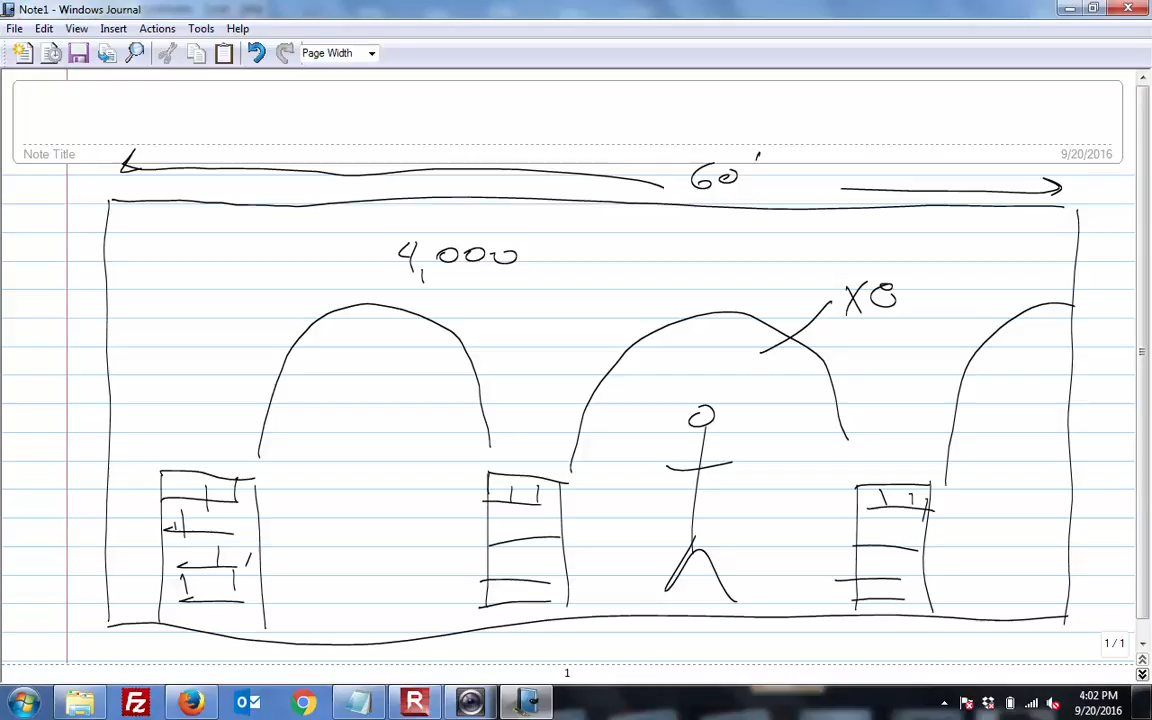 Note1 - Windows Journal
File Edit View Insert Actions Tools Help
Page Width
Note Title 9/20/2016
60'
4,000
X8
1 / 1
1
4:02 PM
9/20/2016